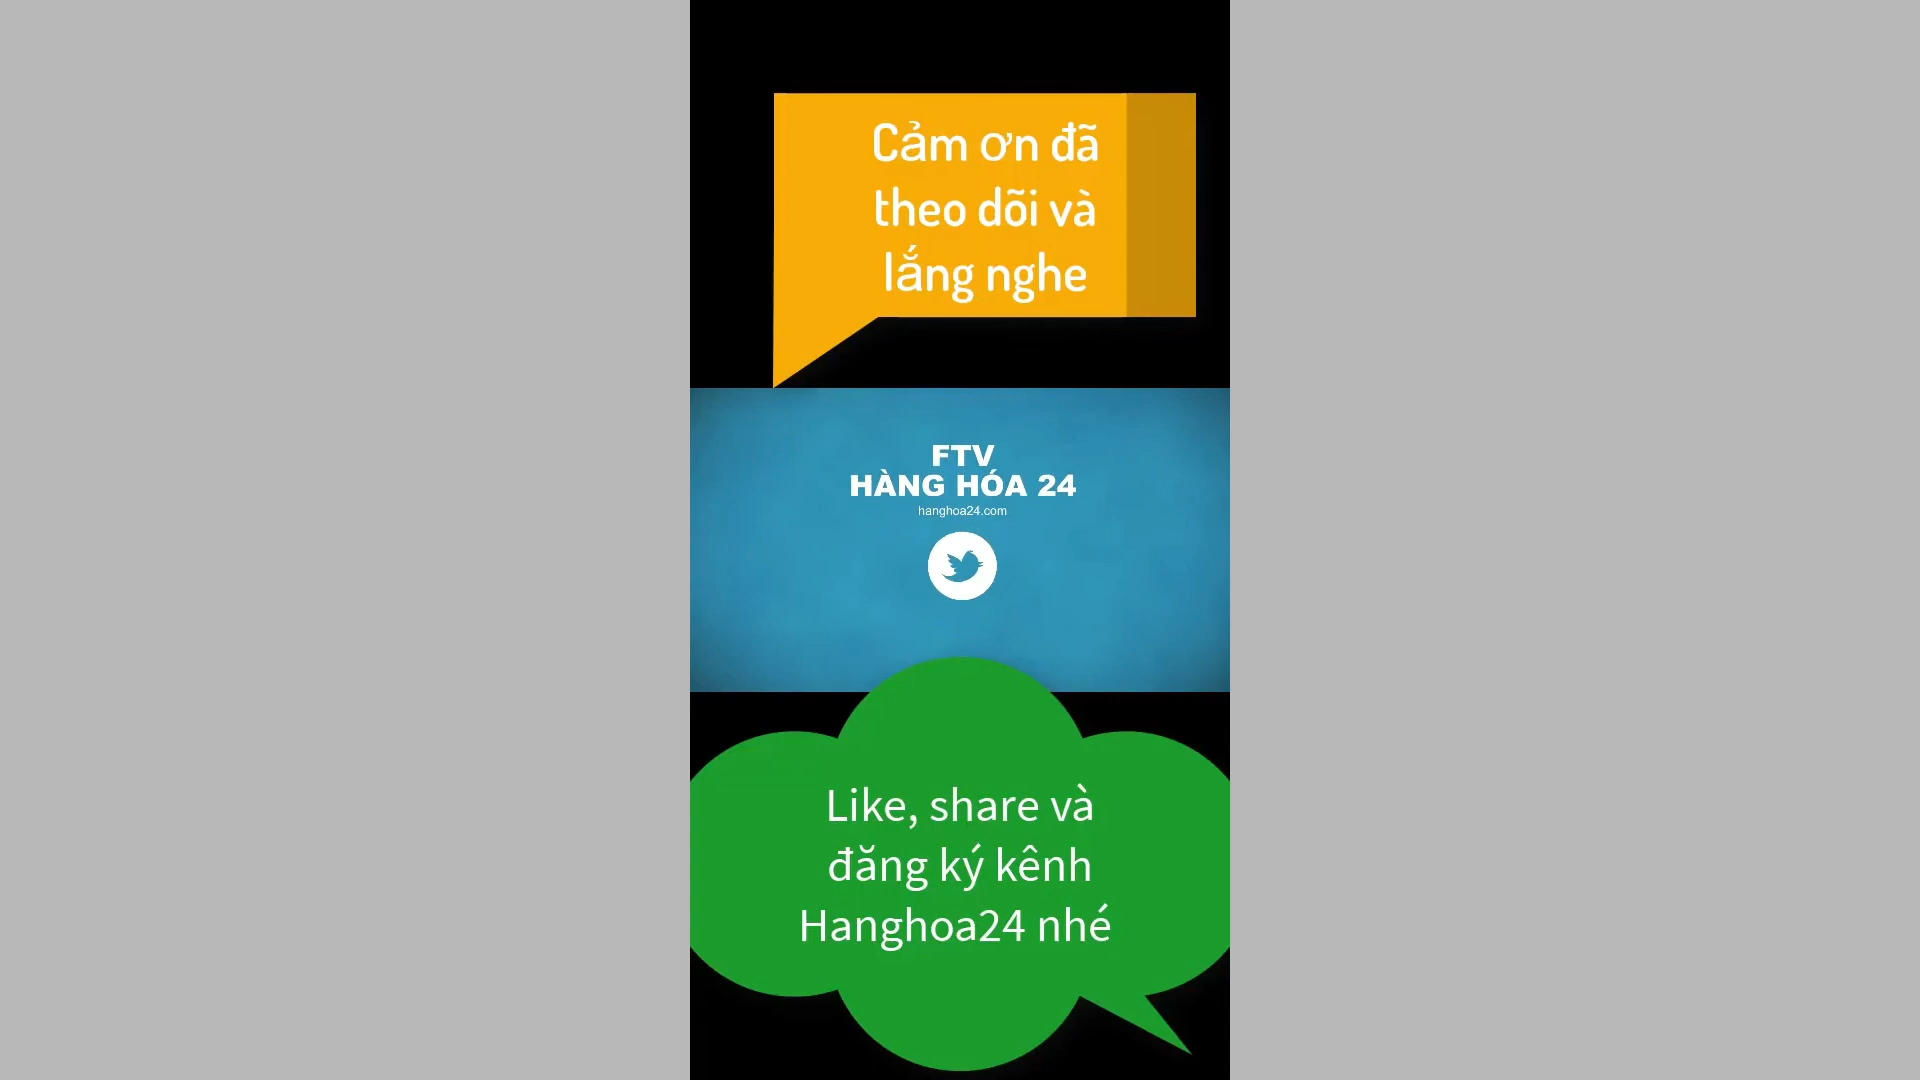 Cảm ơn đã
theo dõi và
lắng nghe
FTV
HÀNG HÓA 24
hanghoa24.com
Like, share và
đăng ký kênh
Hanghoa24 nhé